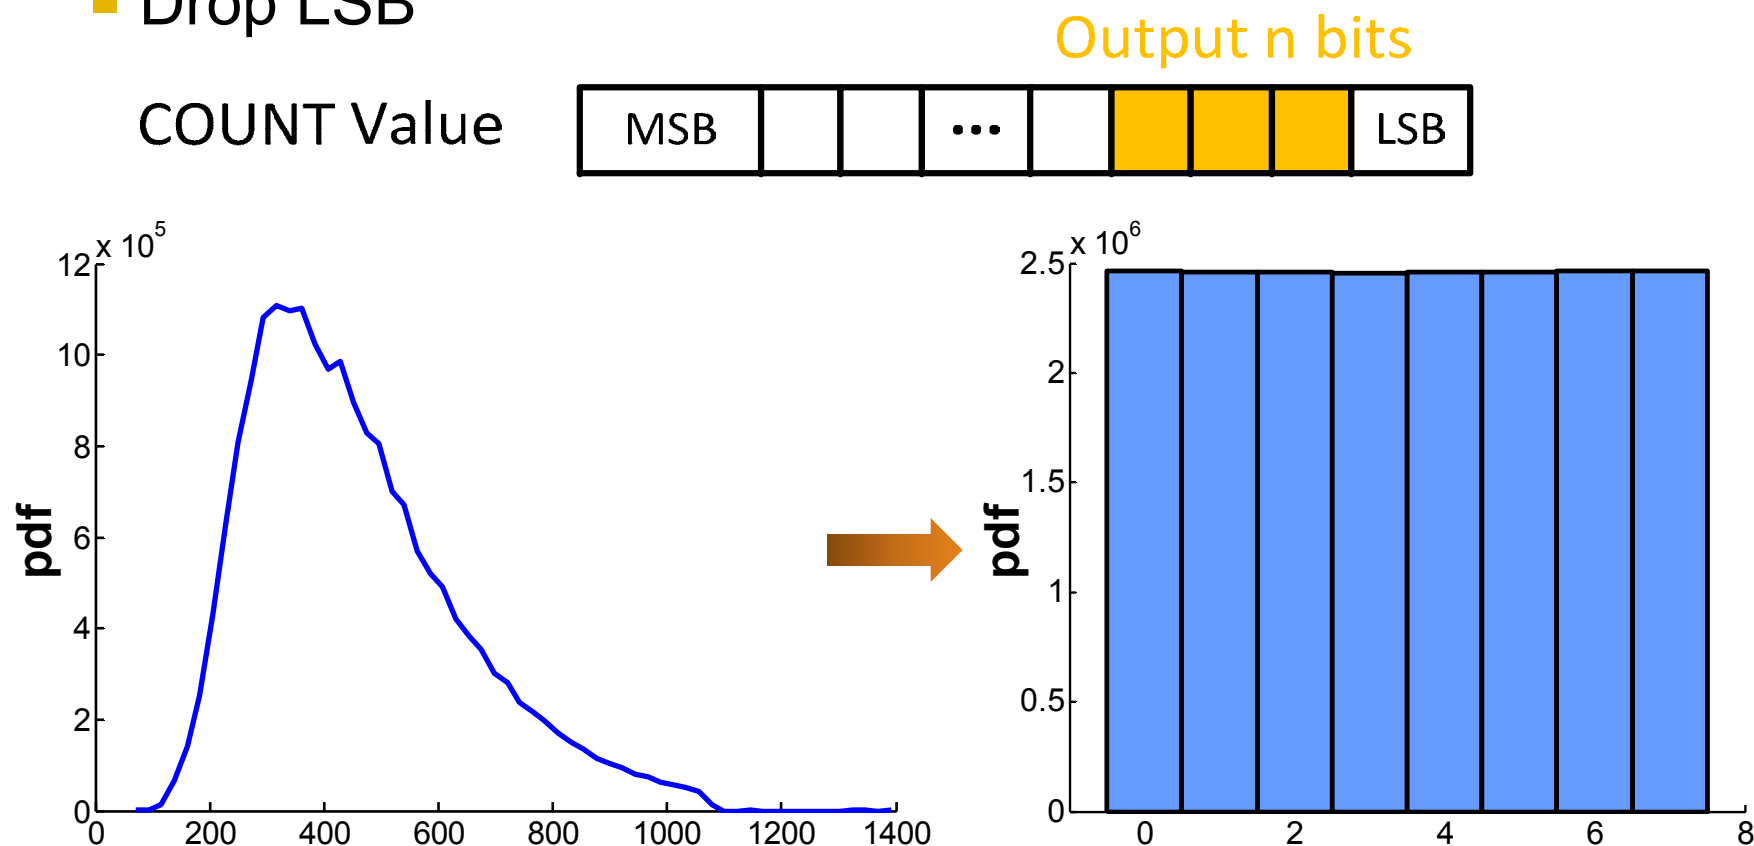 Drop LSB
Output n bits
COUNT Value
MSB ... LSB
x 10^5
12
10
8
6
4
2
0
pdf
0 200 400 600 800 1000 1200 1400
x 10^6
2.5
2
1.5
1
0.5
0
pdf
0 2 4 6 8